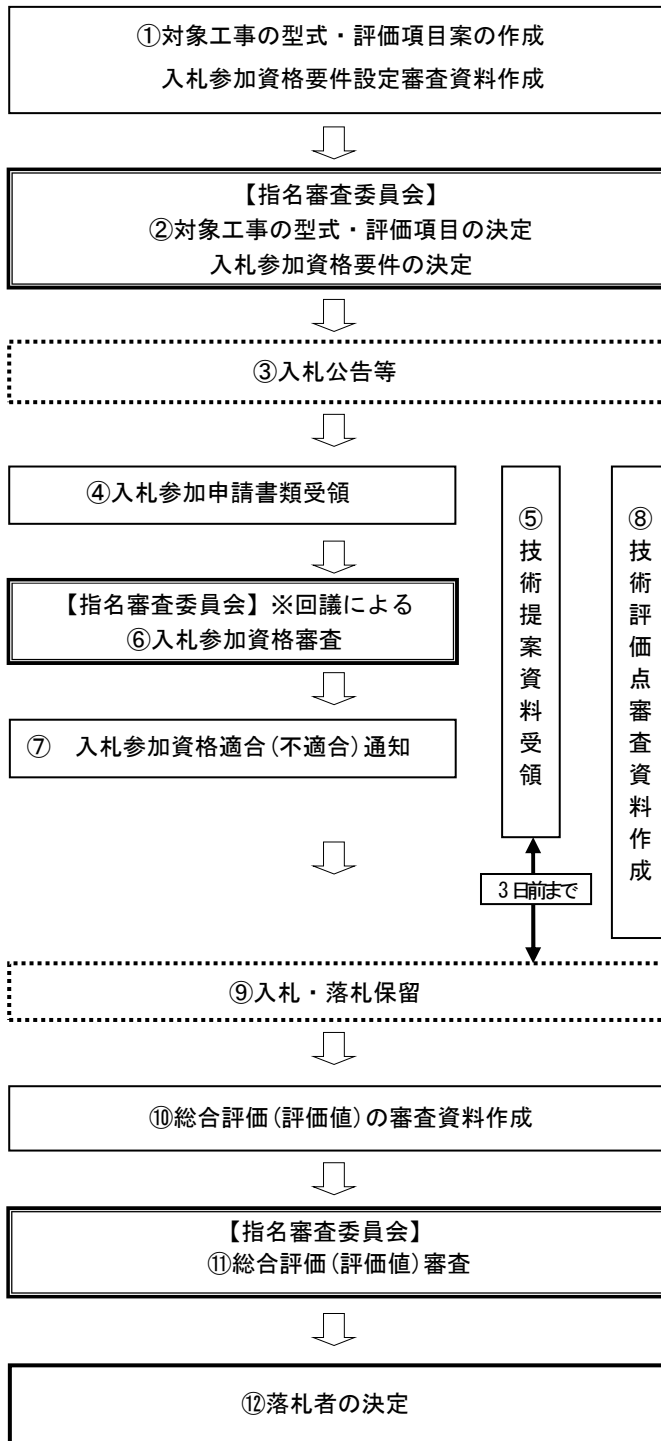 ①対象工事の型式・評価項目案の作成
入札参加資格要件設定審査資料作成
【指名審査委員会】
②対象工事の型式・評価項目の決定
入札参加資格要件の決定
③入札公告等
④入札参加申請書類受領
⑤技術提案資料受領
⑧技術評価点審査資料作成
【指名審査委員会】※回議による
⑥入札参加資格審査
⑦　入札参加資格適合(不適合)通知
3日前まで
⑨入札・落札保留
⑩総合評価(評価値)の審査資料作成
【指名審査委員会】
⑪総合評価(評価値)審査
⑫落札者の決定